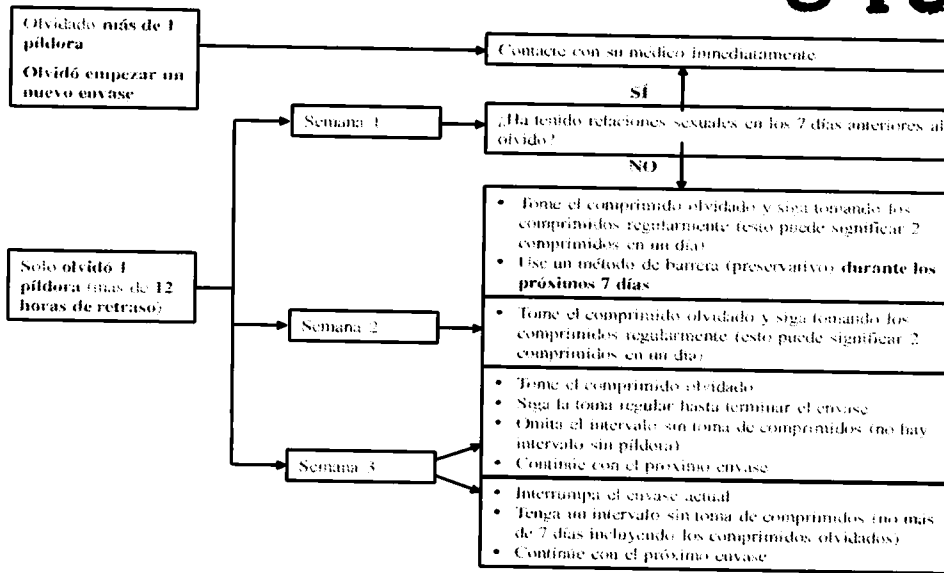 Olvidado más de 1
píldora
Olvidó empezar un
nuevo envase
Contacte con su médico inmediatamente
SÍ
Semana 1
¿Ha tenido relaciones sexuales en los 7 días anteriores al
olvido?
NO
• Tome el comprimido olvidado y siga tomando los
comprimidos regularmente (esto puede significar 2
comprimidos en un día)
• Use un método de barrera (preservativo) durante los
próximos 7 días
Solo olvidó 1
píldora (mas de 12
horas de retraso)
Semana 2
• Tome el comprimido olvidado y siga tomando los
comprimidos regularmente (esto puede significar 2
comprimidos en un día)
Semana 3
• Tome el comprimido olvidado
• Siga la toma regular hasta terminar el envase
• Omita el intervalo sin toma de comprimidos (no hay
intervalo sin píldora)
• Continúe con el próximo envase
• Interrumpa el envase actual
• Tenga un intervalo sin toma de comprimidos (no mas
de 7 días incluyendo los comprimidos olvidados)
• Continúe con el próximo envase